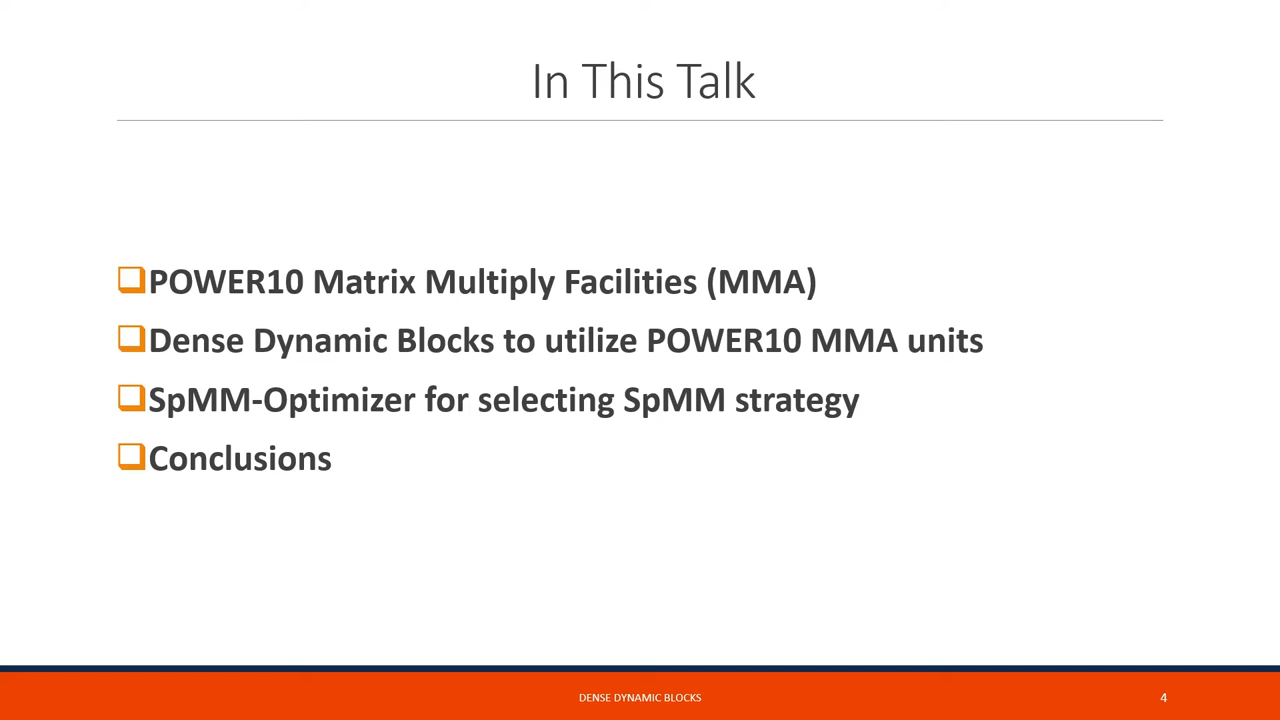 In This Talk
POWER10 Matrix Multiply Facilities (MMA)
Dense Dynamic Blocks to utilize POWER10 MMA units
SpMM-Optimizer for selecting SpMM strategy
Conclusions
DENSE DYNAMIC BLOCKS
4